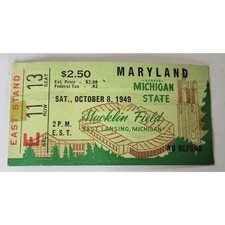 EAST STAND
E 11 13
SEC. ROW SEAT
$2.50
Est. Price $2.08
Federal Tax .42
MARYLAND
VERSUS
MICHIGAN
STATE
SAT., OCTOBER 8, 1949
2 P.M.
E.S.T.
Macklin Field
EAST LANSING, MICHIGAN
NO REFUND